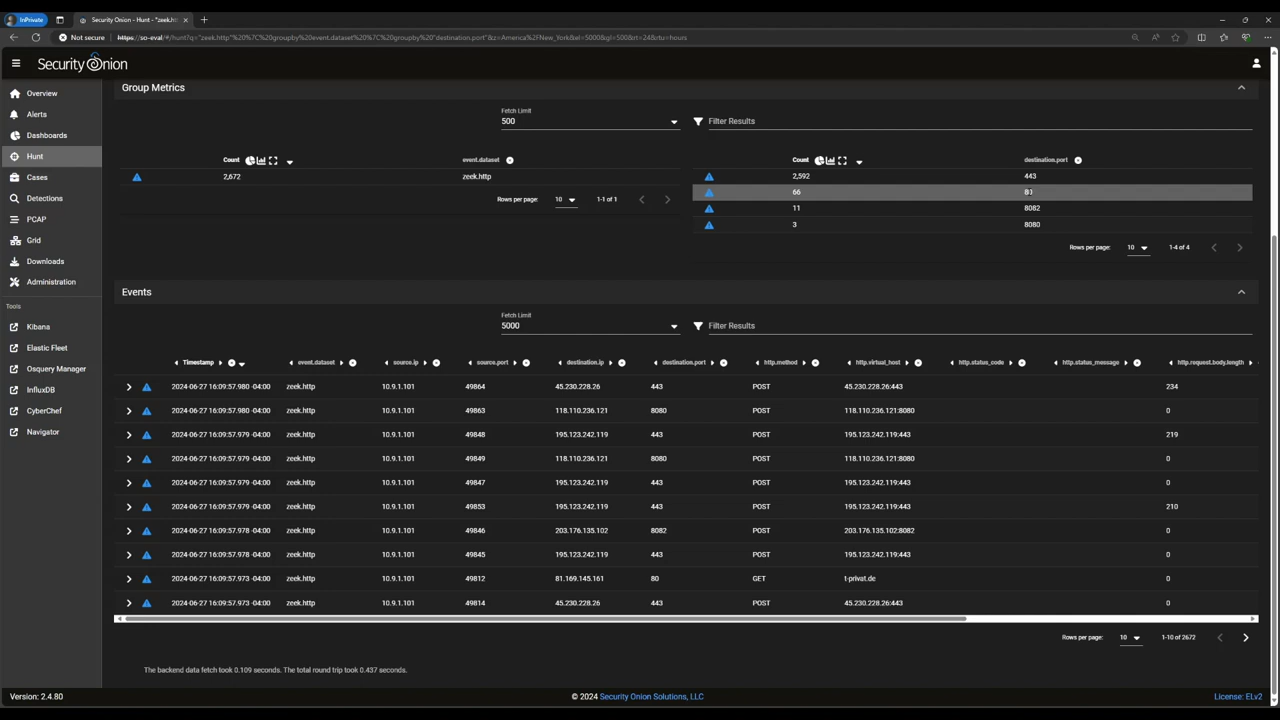 InPrivate
Security Onion - Hunt - "zeek.ht
Not secure https://so-eval/#/hunt?q="zeek.http"%20%7C%20groupby%20event.dataset%20%7C%20groupby%20"destination.port"&z=America%2FNew_York&el=5000&gl=500&rt=24&rtu=hours
Security Onion
Overview
Alerts
Dashboards
Hunt
Cases
Detections
PCAP
Grid
Downloads
Administration
Tools
Kibana
Elastic Fleet
Osquery Manager
InfluxDB
CyberChef
Navigator
Group Metrics
Fetch Limit
500
Filter Results
Count event.dataset
2,672 zeek.http
Rows per page: 10 1-1 of 1
Count destination.port
2,592 443
66 80
11 8082
3 8080
Rows per page: 10 1-4 of 4
Events
Fetch Limit
5000
Filter Results
Timestamp event.dataset source.ip source.port destination.ip destination.port http.method http.virtual_host http.status_code http.status_message http.request.body.length
2024-06-27 16:09:57.980 -04:00 zeek.http 10.9.1.101 49864 45.230.228.26 443 POST 45.230.228.26:443 234
2024-06-27 16:09:57.980 -04:00 zeek.http 10.9.1.101 49863 118.110.236.121 8080 POST 118.110.236.121:8080 0
2024-06-27 16:09:57.979 -04:00 zeek.http 10.9.1.101 49848 195.123.242.119 443 POST 195.123.242.119:443 219
2024-06-27 16:09:57.979 -04:00 zeek.http 10.9.1.101 49849 118.110.236.121 8080 POST 118.110.236.121:8080 0
2024-06-27 16:09:57.979 -04:00 zeek.http 10.9.1.101 49847 195.123.242.119 443 POST 195.123.242.119:443 0
2024-06-27 16:09:57.979 -04:00 zeek.http 10.9.1.101 49853 195.123.242.119 443 POST 195.123.242.119:443 210
2024-06-27 16:09:57.978 -04:00 zeek.http 10.9.1.101 49846 203.176.135.102 8082 POST 203.176.135.102:8082 0
2024-06-27 16:09:57.978 -04:00 zeek.http 10.9.1.101 49845 195.123.242.119 443 POST 195.123.242.119:443 0
2024-06-27 16:09:57.973 -04:00 zeek.http 10.9.1.101 49812 81.169.145.161 80 GET t-privat.de 0
2024-06-27 16:09:57.973 -04:00 zeek.http 10.9.1.101 49814 45.230.228.26 443 POST 45.230.228.26:443 0
Rows per page: 10 1-10 of 2672
The backend data fetch took 0.109 seconds. The total round trip took 0.437 seconds.
Version: 2.4.80
© 2024 Security Onion Solutions, LLC
License: ELv2